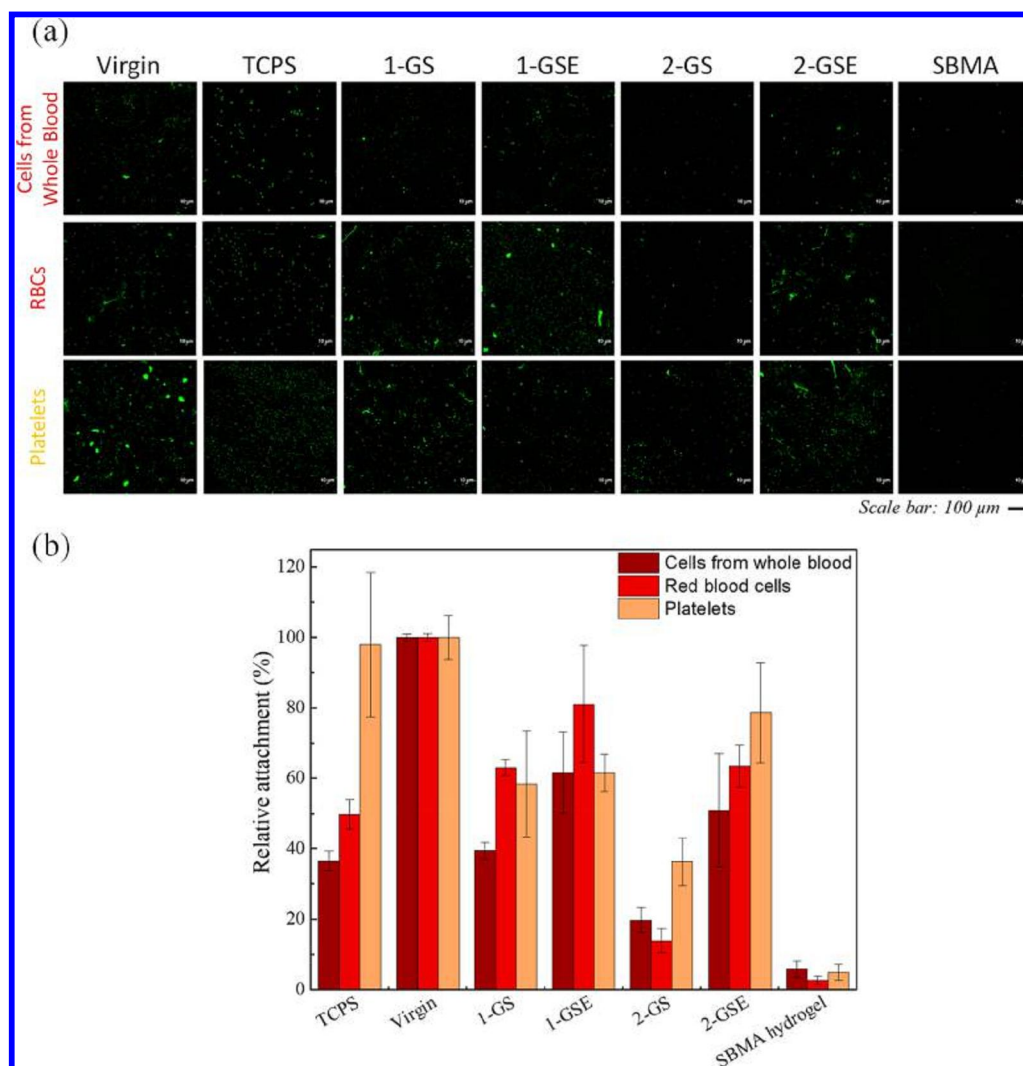 (a)
Virgin TCPS 1-GS 1-GSE 2-GS 2-GSE SBMA
Cells from
Whole Blood
RBCs
Platelets
Scale bar: 100 μm
(b)
120
100
80
60
40
20
0
Relative attachment (%)
Cells from whole blood
Red blood cells
Platelets
TCPS Virgin 1-GS 1-GSE 2-GS 2-GSE SBMA hydrogel